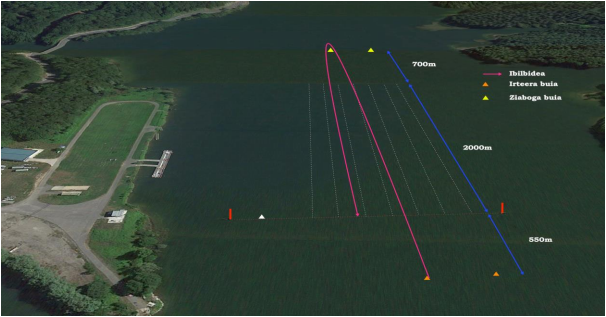 700m
Ibilbidea
Irteera buia
Ziaboga buia
2000m
550m